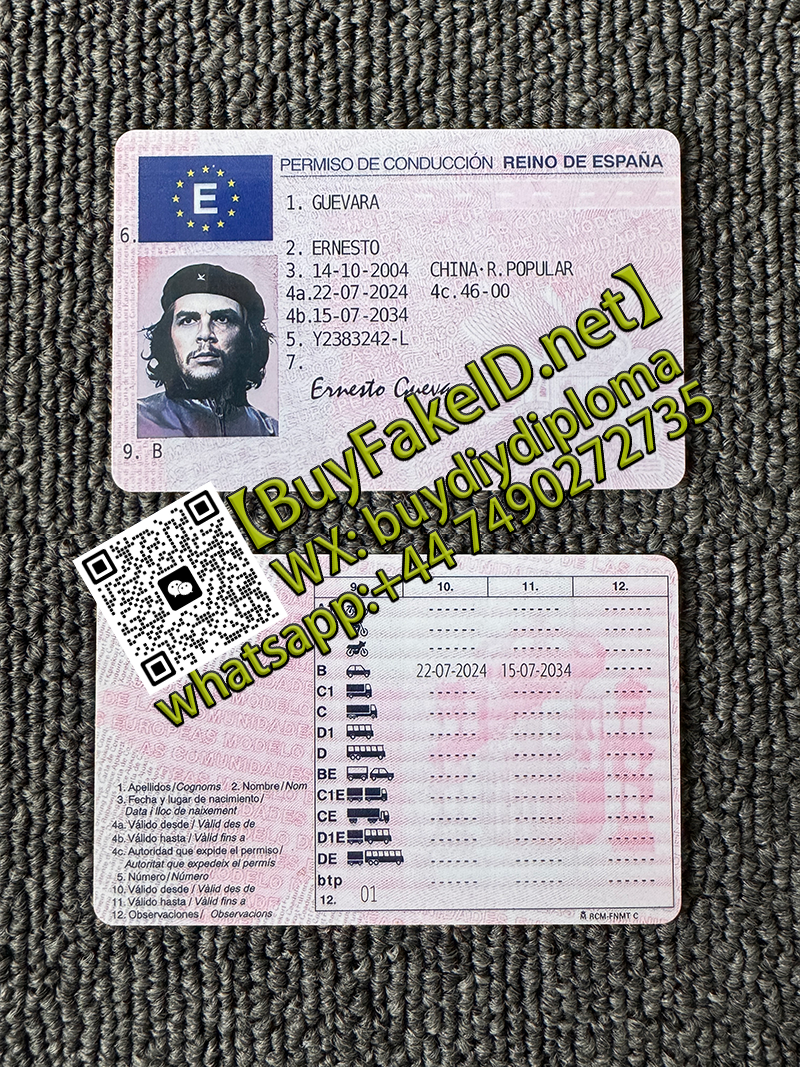 E
PERMISO DE CONDUCCIÓN REINO DE ESPAÑA
1. GUEVARA
6.
2. ERNESTO
3. 14-10-2004 CHINA·R.POPULAR
4a.22-07-2024 4c.46-00
4b.15-07-2034
5. Y2383242-L
7.
Ernesto
9. B
【BuyFakeID.net】
WX: buydiydiploma
whatsapp:+44 7490272735
9. 10. 11. 12.
B 22-07-2024 15-07-2034
C1
C
D1
D
BE
C1E
CE
D1E
DE
btp
12. 01
EUROPEAS MODELO
AS COMUNIDADES
1. Apellidos/Cognoms 2. Nombre/Nom
3. Fecha y lugar de nacimiento/
Data i lloc de naixement
4a. Válido desde / Vàlid des de
4b. Válido hasta / Vàlid fins a
4c. Autoridad que expide el permiso/
Autoritat que expedeix el permís
5. Número/Número
10. Válido desde / Vàlid des de
11. Válido hasta / Vàlid fins a
12. Observaciones/ Observacions
RCM-FNMT C